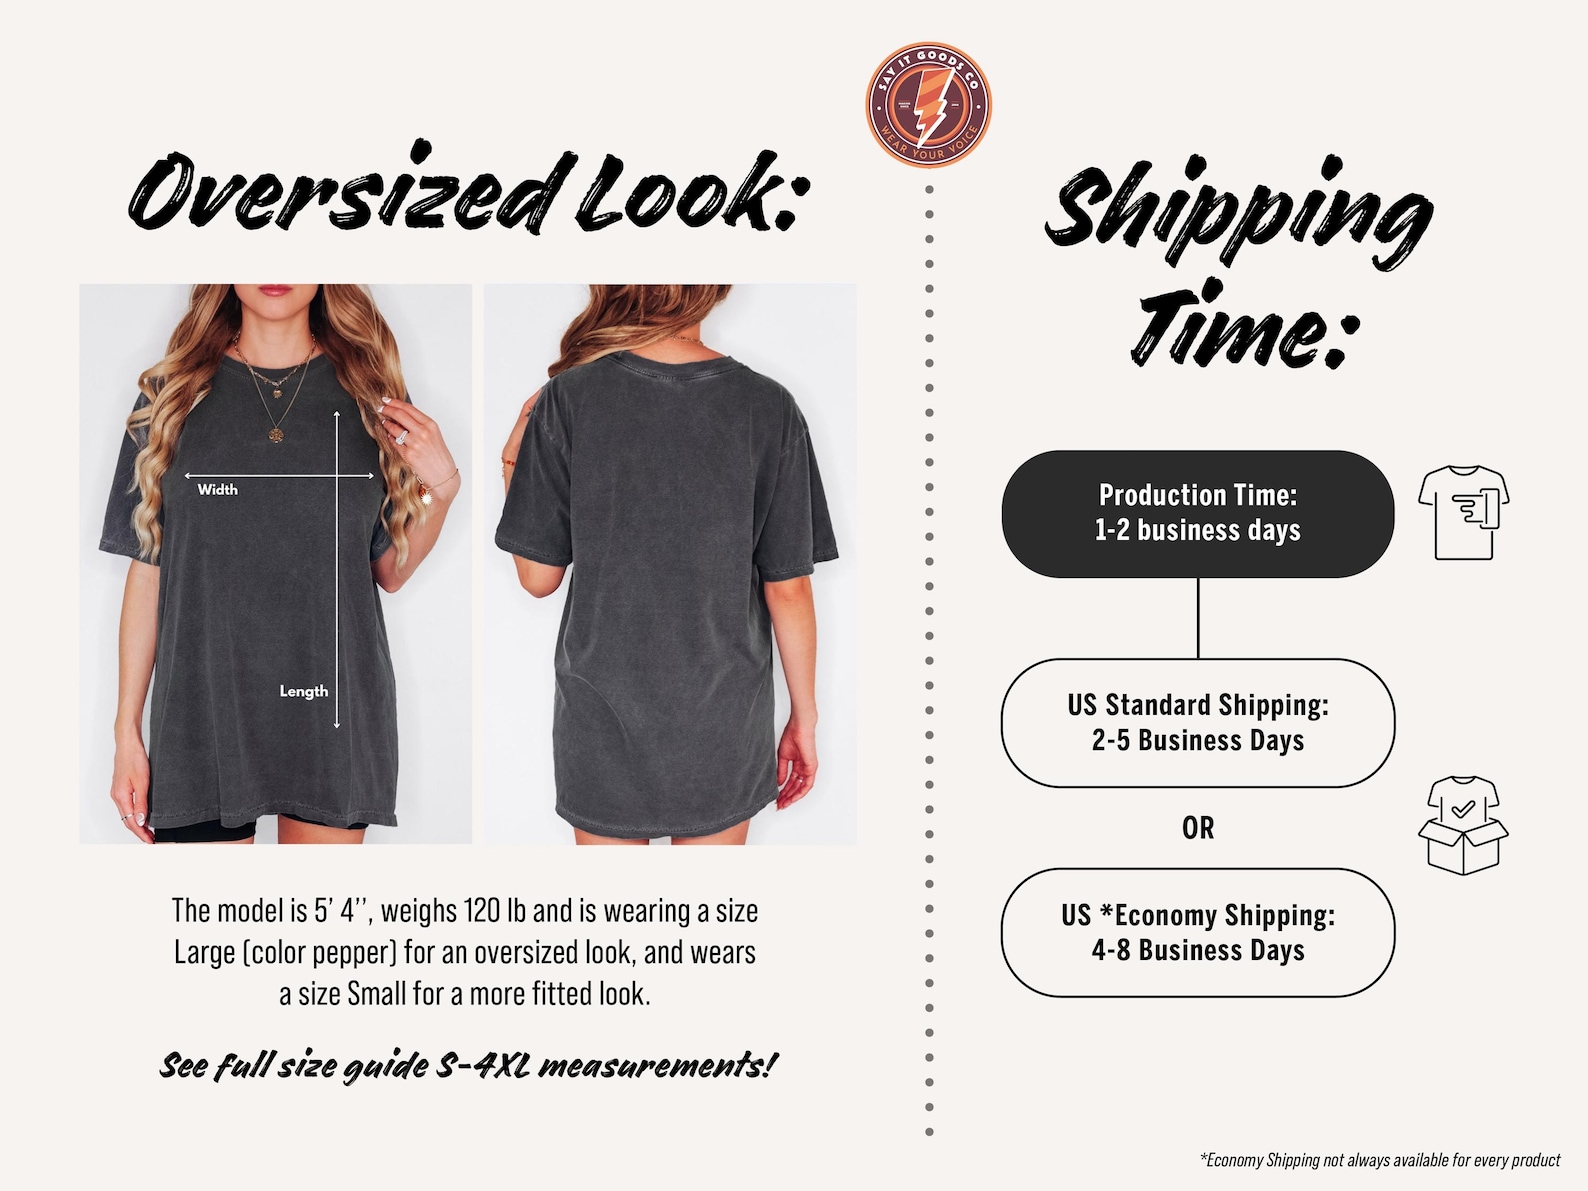 SAY IT GOODS CO
WEAR YOUR VOICE
Oversized Look:
Width
Length
The model is 5’ 4’’, weighs 120 lb and is wearing a size
Large (color pepper) for an oversized look, and wears
a size Small for a more fitted look.
See full size guide S-4XL measurements!
Shipping
Time:
Production Time:
1-2 business days
US Standard Shipping:
2-5 Business Days
OR
US *Economy Shipping:
4-8 Business Days
*Economy Shipping not always available for every product